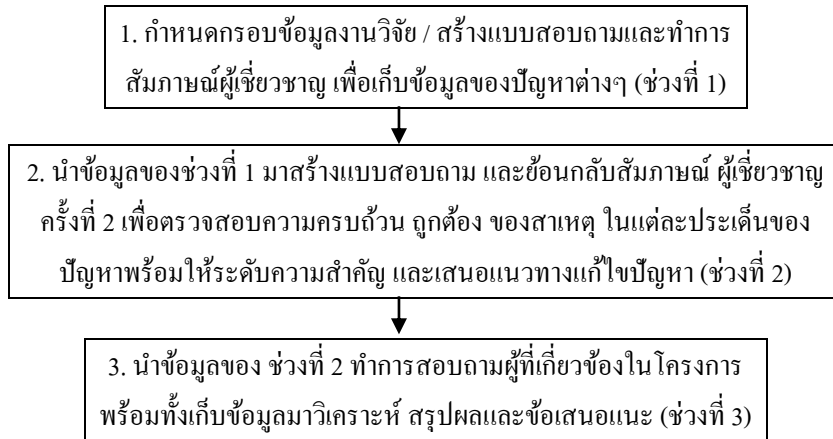 1. กำหนดกรอบข้อมูลงานวิจัย / สร้างแบบสอบถามและทำการ
สัมภาษณ์ผู้เชี่ยวชาญ เพื่อเก็บข้อมูลของปัญหาต่างๆ (ช่วงที่ 1)
2. นำข้อมูลของช่วงที่ 1 มาสร้างแบบสอบถาม และย้อนกลับสัมภาษณ์ ผู้เชี่ยวชาญ
ครั้งที่ 2 เพื่อตรวจสอบความครบถ้วน ถูกต้อง ของสาเหตุ ในแต่ละประเด็นของ
ปัญหาพร้อมให้ระดับความสำคัญ และเสนอแนวทางแก้ไขปัญหา (ช่วงที่ 2)
3. นำข้อมูลของ ช่วงที่ 2 ทำการสอบถามผู้ที่เกี่ยวข้องในโครงการ
พร้อมทั้งเก็บข้อมูลมาวิเคราะห์ สรุปผลและข้อเสนอแนะ (ช่วงที่ 3)